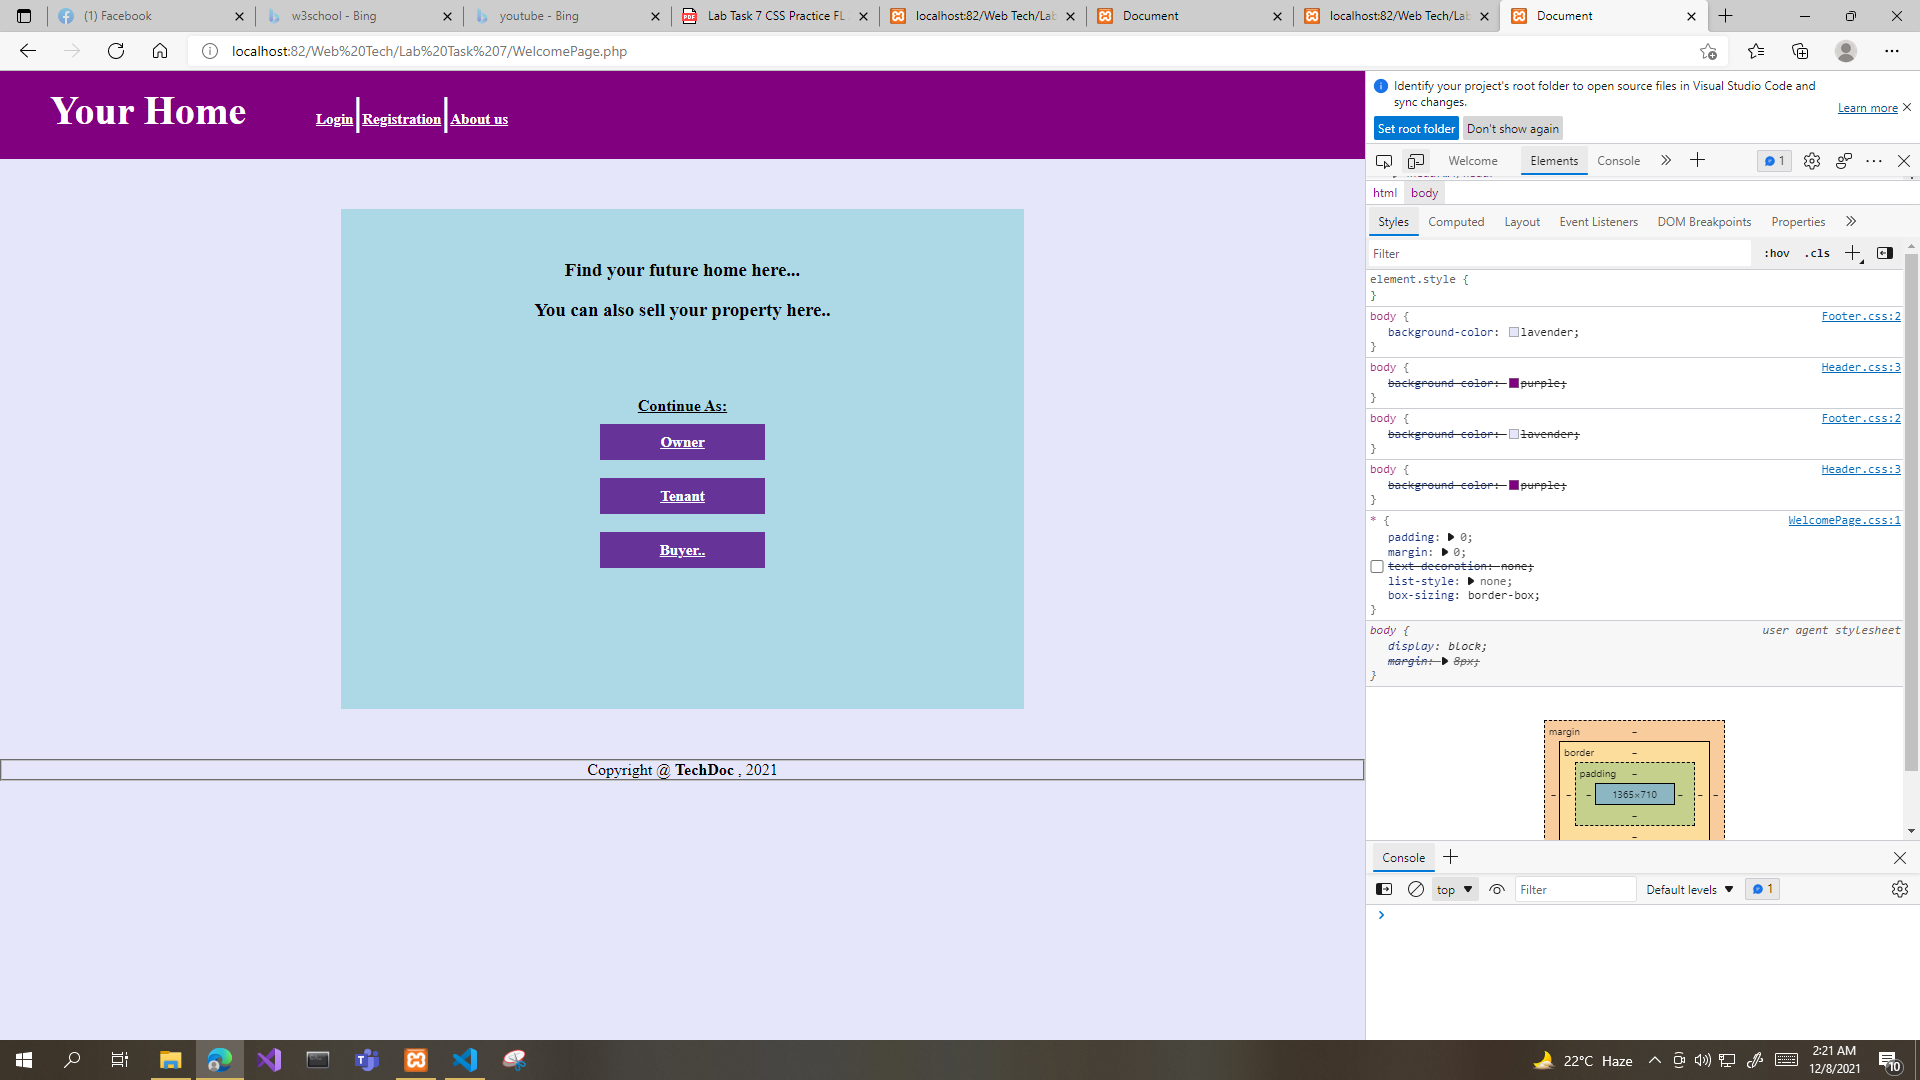 (1) Facebook
w3school - Bing
youtube - Bing
Lab Task 7 CSS Practice FL
localhost:82/Web Tech/Lab
Document
localhost:82/Web Tech/Lab
Document
localhost:82/Web%20Tech/Lab%20Task%207/WelcomePage.php
Your Home
Login Registration About us
Find your future home here...
You can also sell your property here..
Continue As:
Owner
Tenant
Buyer..
Copyright @ TechDoc , 2021
Identify your project's root folder to open source files in Visual Studio Code and
sync changes.
Learn more
Set root folder Don't show again
Welcome Elements Console 1
html body
Styles Computed Layout Event Listeners DOM Breakpoints Properties
Filter :hov .cls
element.style {
}
body { Footer.css:2
background-color: lavender;
}
body { Header.css:3
background-color: purple;
}
body { Footer.css:2
background-color: lavender;
}
body { Header.css:3
background-color: purple;
}
* { WelcomePage.css:1
padding: 0;
margin: 0;
text-decoration: none;
list-style: none;
box-sizing: border-box;
}
body { user agent stylesheet
display: block;
margin: 8px;
}
margin -
border -
padding -
- - - 1365×710 - - -
-
-
Console
top Filter Default levels 1
22°C Haze
2:21 AM
12/8/2021
10